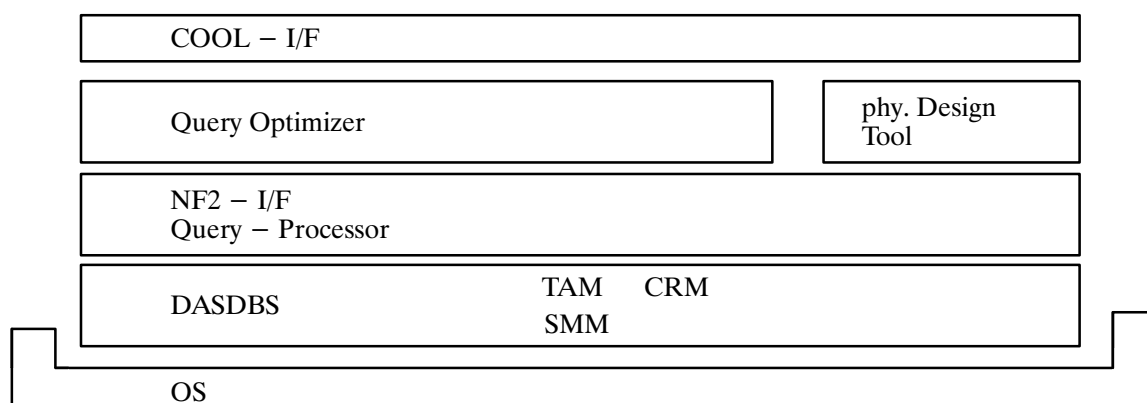 COOL − I/F
Query Optimizer
phy. Design
Tool
NF2 − I/F
Query − Processor
DASDBS
TAM CRM
SMM
OS